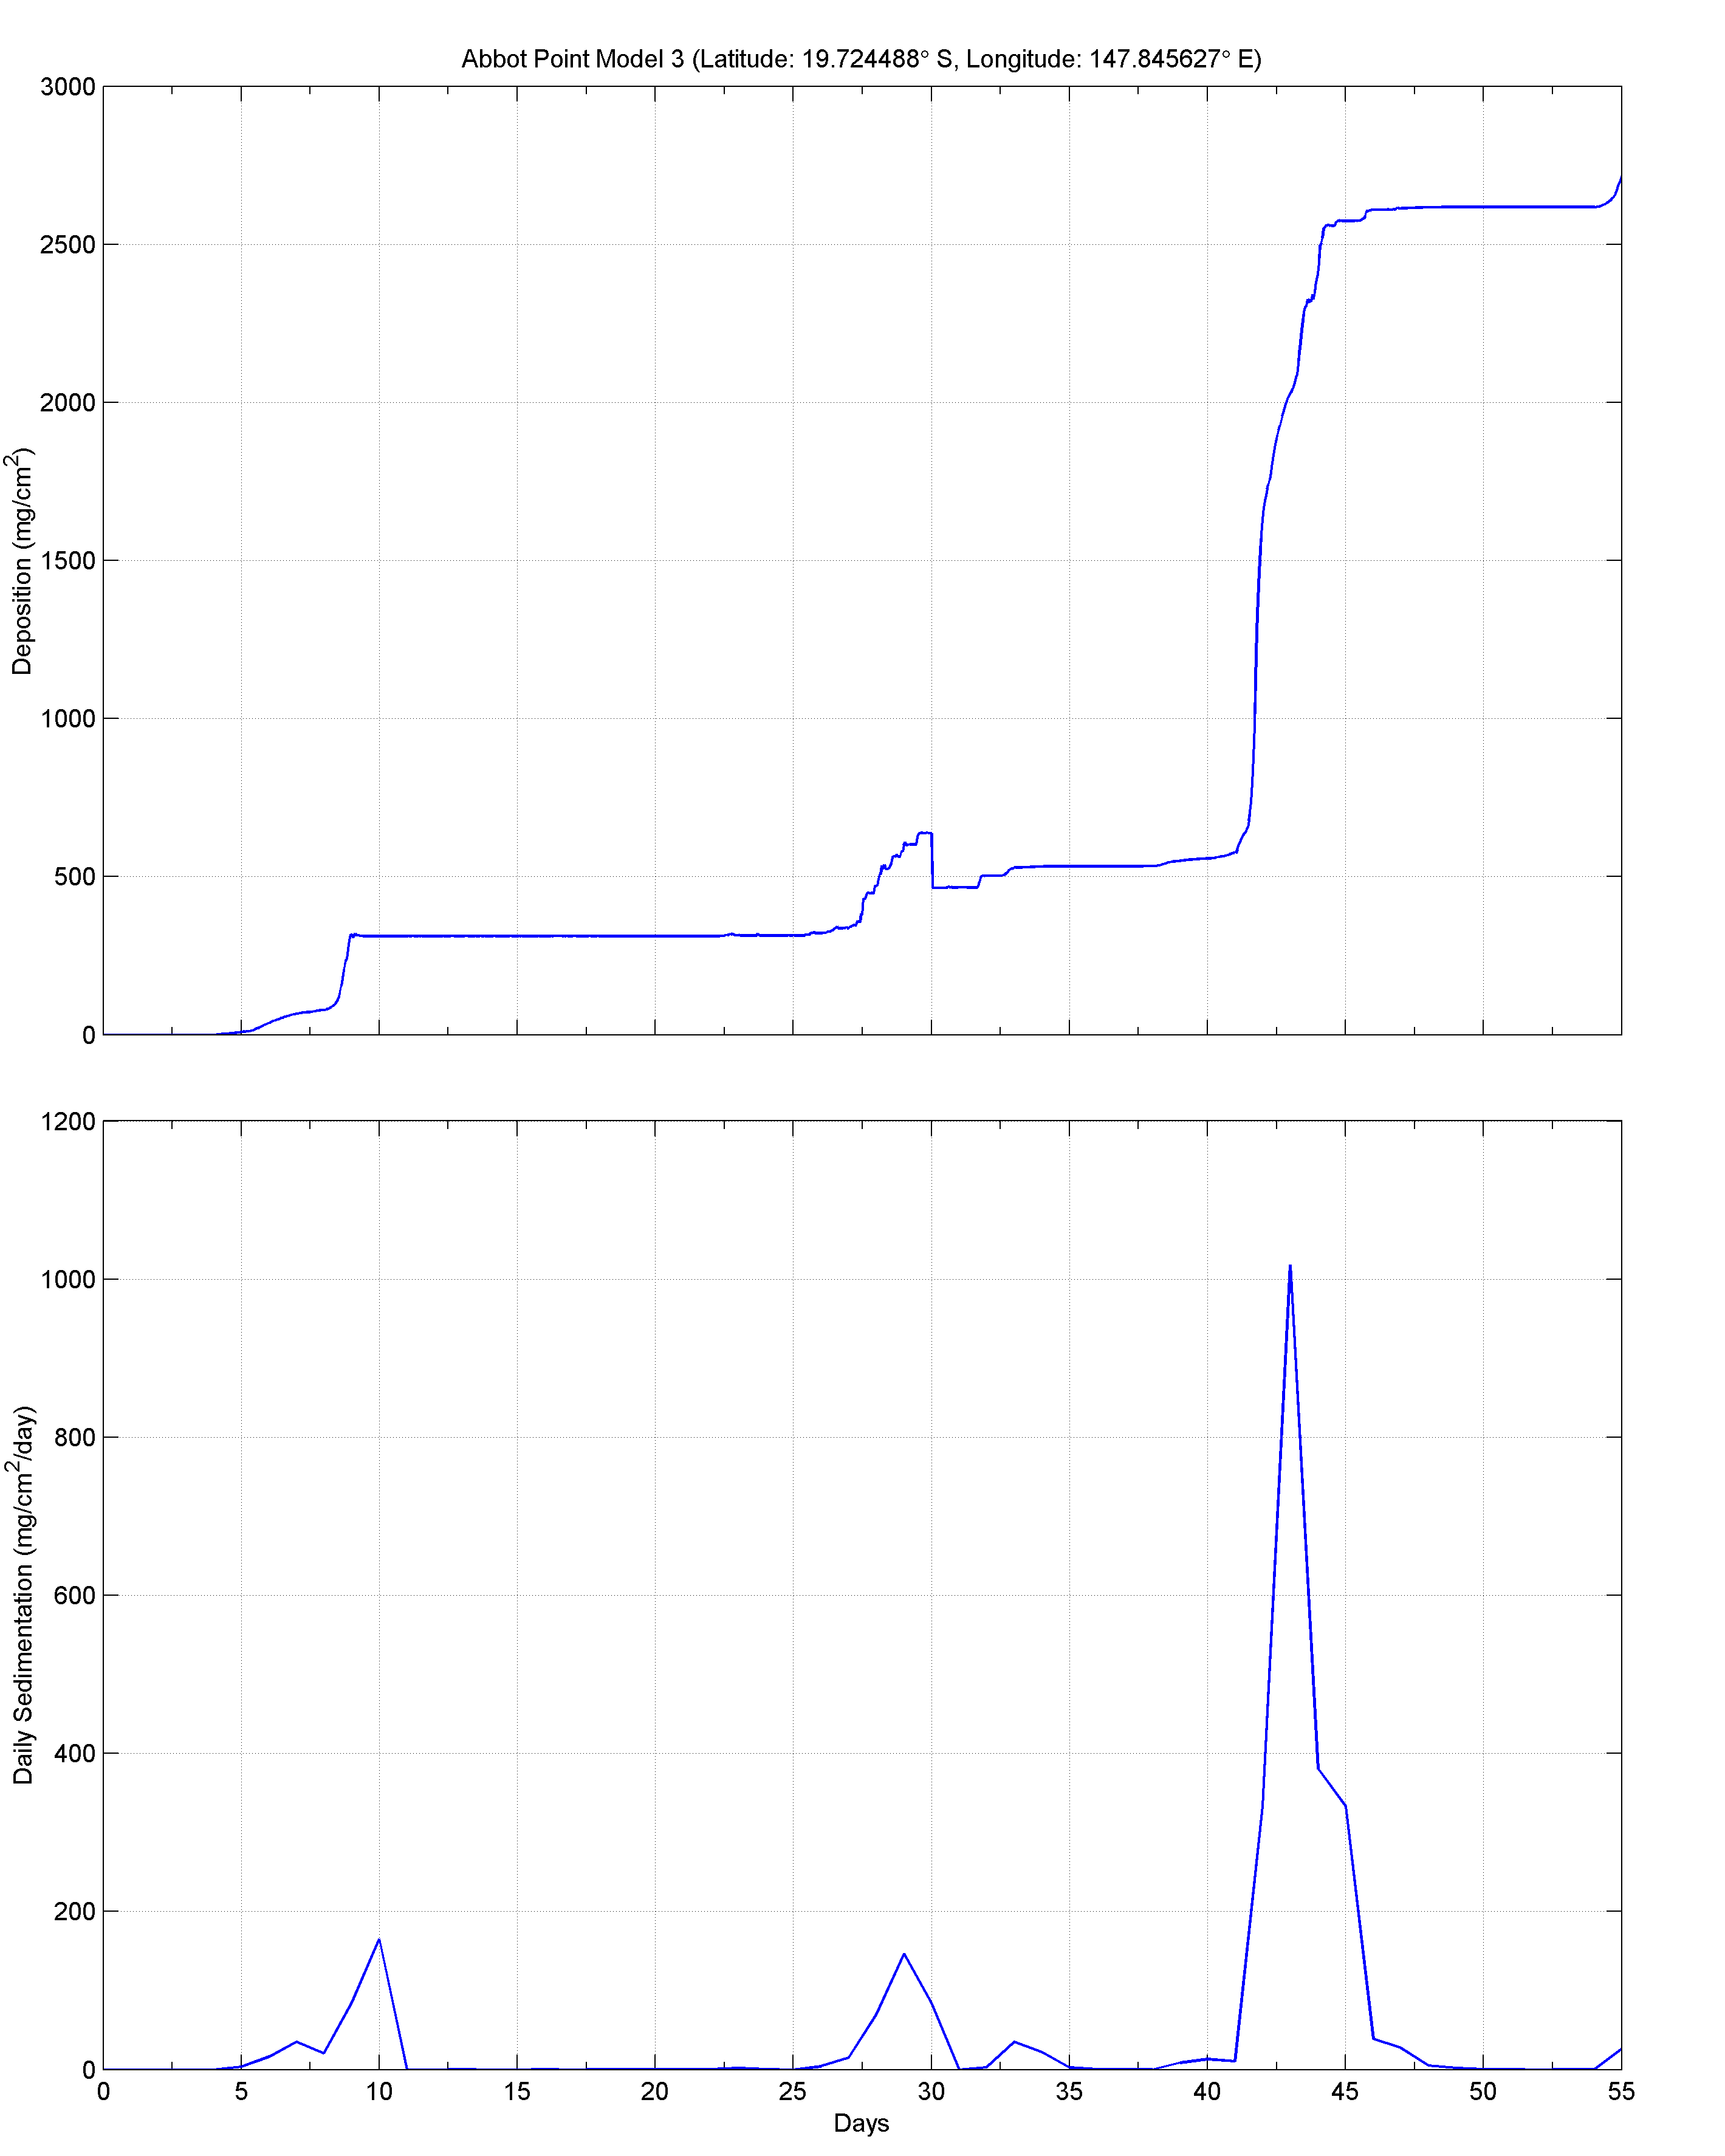 Abbot Point Model 3 (Latitude: 19.724488° S, Longitude: 147.845627° E)
3000
2500
2000
1500
1000
500
0
Deposition (mg/cm²)
1200
1000
800
600
400
200
0
Daily Sedimentation (mg/cm²/day)
0 5 10 15 20 25 30 35 40 45 50 55
Days